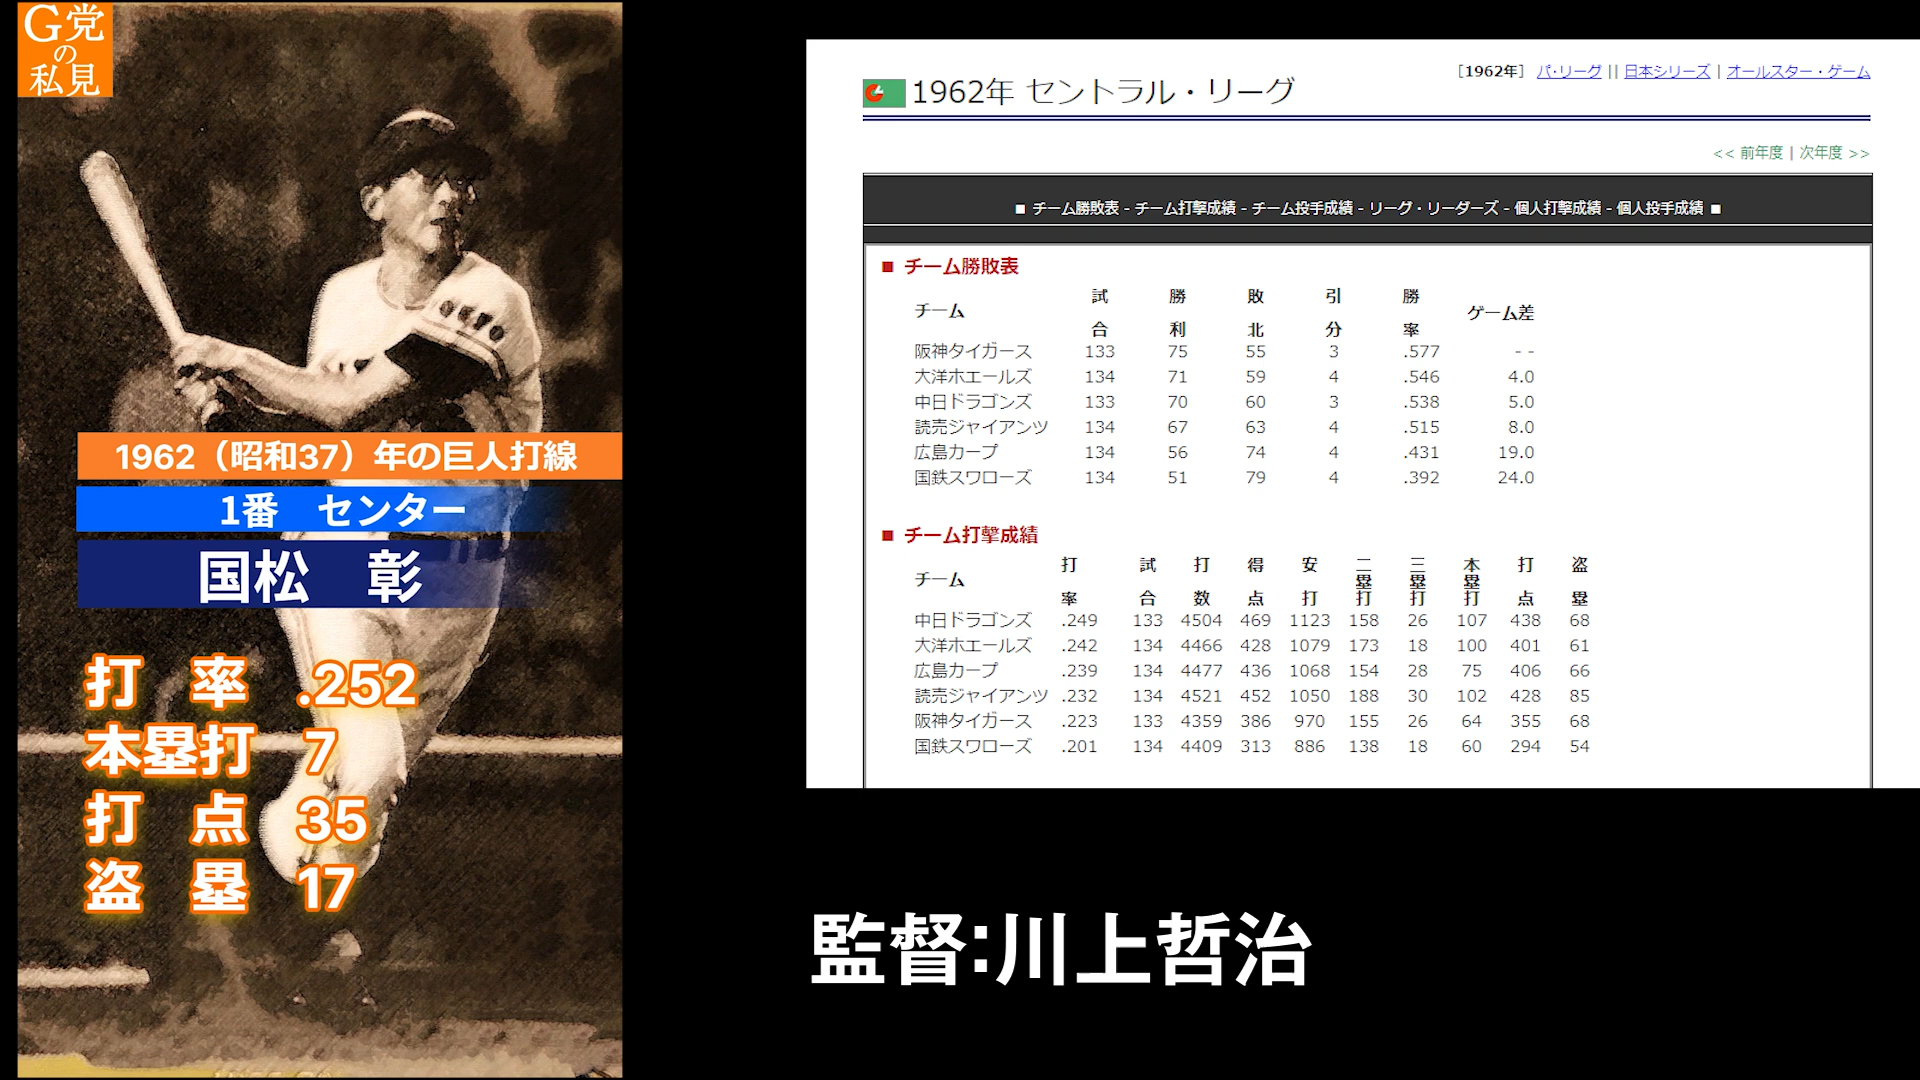 G党
の
私見
1962（昭和37）年の巨人打線
1番　センター
国松　彰
打　率　.252
本塁打　7
打　点　35
盗　塁　17
［1962年］ パ・リーグ || 日本シリーズ | オールスター・ゲーム
1962年 セントラル・リーグ
<< 前年度 | 次年度 >>
■ チーム勝敗表 - チーム打撃成績 - チーム投手成績 - リーグ・リーダーズ - 個人打撃成績 - 個人投手成績 ■
■ チーム勝敗表
チーム 試合 勝利 敗北 引分 勝率 ゲーム差
阪神タイガース 133 75 55 3 .577 - -
大洋ホエールズ 134 71 59 4 .546 4.0
中日ドラゴンズ 133 70 60 3 .538 5.0
読売ジャイアンツ 134 67 63 4 .515 8.0
広島カープ 134 56 74 4 .431 19.0
国鉄スワローズ 134 51 79 4 .392 24.0
■ チーム打撃成績
チーム 打率 試合 打数 得点 安打 二塁打 三塁打 本塁打 打点 盗塁
中日ドラゴンズ .249 133 4504 469 1123 158 26 107 438 68
大洋ホエールズ .242 134 4466 428 1079 173 18 100 401 61
広島カープ .239 134 4477 436 1068 154 28 75 406 66
読売ジャイアンツ .232 134 4521 452 1050 188 30 102 428 85
阪神タイガース .223 133 4359 386 970 155 26 64 355 68
国鉄スワローズ .201 134 4409 313 886 138 18 60 294 54
監督:川上哲治